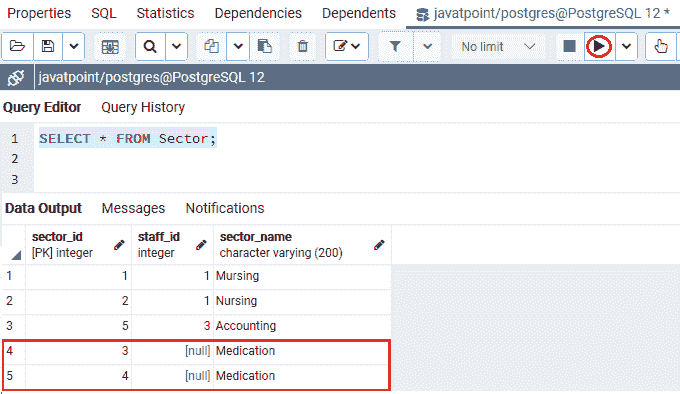 Properties SQL Statistics Dependencies Dependents javatpoint/postgres@PostgreSQL 12 *
No limit
javatpoint/postgres@PostgreSQL 12
Query Editor Query History
1 SELECT * FROM Sector;
2
3
Data Output Messages Notifications
sector_id staff_id sector_name
[PK] integer integer character varying (200)
1 1 1 Mursing
2 2 1 Nursing
3 5 3 Accounting
4 3 [null] Medication
5 4 [null] Medication